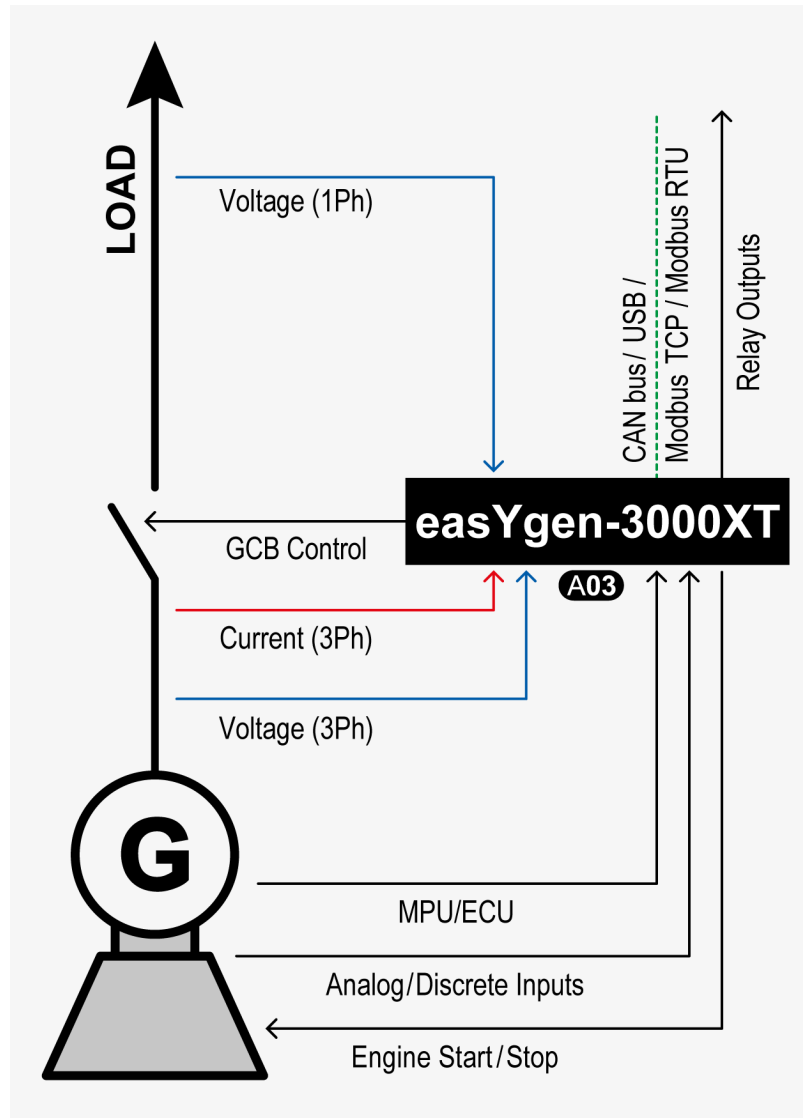 LOAD
Voltage (1Ph)
CAN bus/ USB /
Modbus TCP / Modbus RTU
Relay Outputs
easYgen-3000XT
GCB Control
A03
Current (3Ph)
Voltage (3Ph)
G
MPU/ECU
Analog/Discrete Inputs
Engine Start/Stop